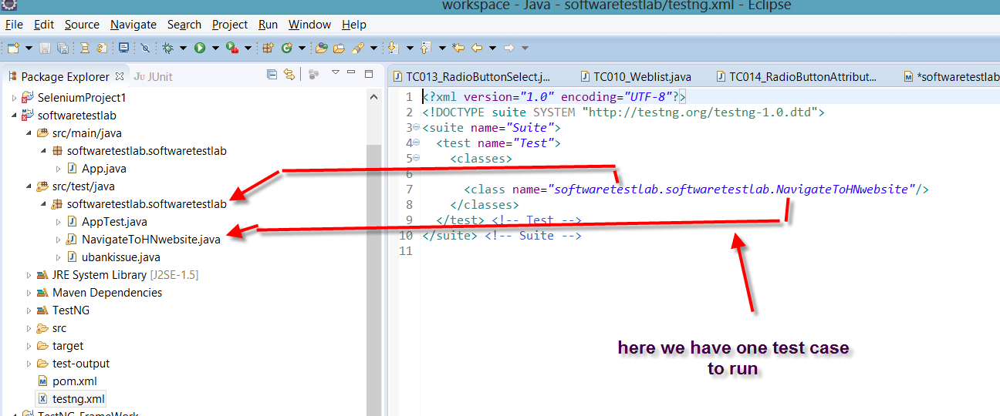 workspace - Java - softwaretestlab/testng.xml - Eclipse
File Edit Source Navigate Search Project Run Window Help
Package Explorer JUnit
SeleniumProject1
softwaretestlab
src/main/java
softwaretestlab.softwaretestlab
App.java
src/test/java
softwaretestlab.softwaretestlab
AppTest.java
NavigateToHNwebsite.java
ubankissue.java
JRE System Library [J2SE-1.5]
Maven Dependencies
TestNG
src
target
test-output
pom.xml
testng.xml
TestNG FrameWork
TC013_RadioButtonSelect.j... TC010_Weblist.java TC014_RadioButtonAttribut... *softwaretestlab
1 <?xml version="1.0" encoding="UTF-8"?>
2 <!DOCTYPE suite SYSTEM "http://testng.org/testng-1.0.dtd">
3 <suite name="Suite">
4 <test name="Test">
5 <classes>
6
7 <class name="softwaretestlab.softwaretestlab.NavigateToHNwebsite"/>
8 </classes>
9 </test> <!-- Test -->
10 </suite> <!-- Suite -->
11
here we have one test case
to run